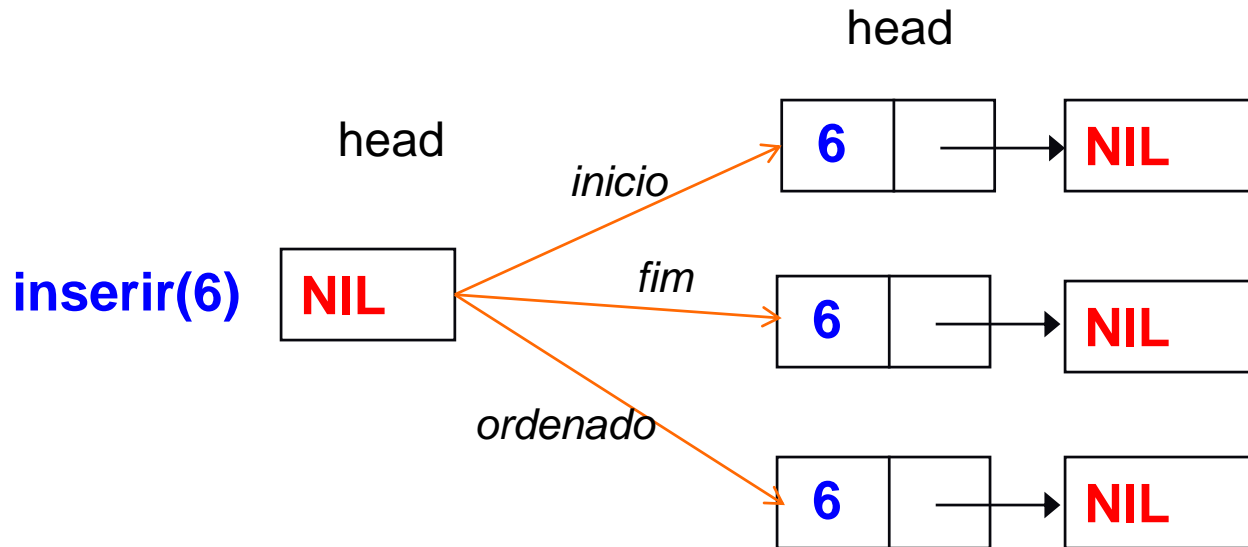 head
head
6
NIL
inicio
inserir(6)
NIL
fim
6
NIL
ordenado
6
NIL